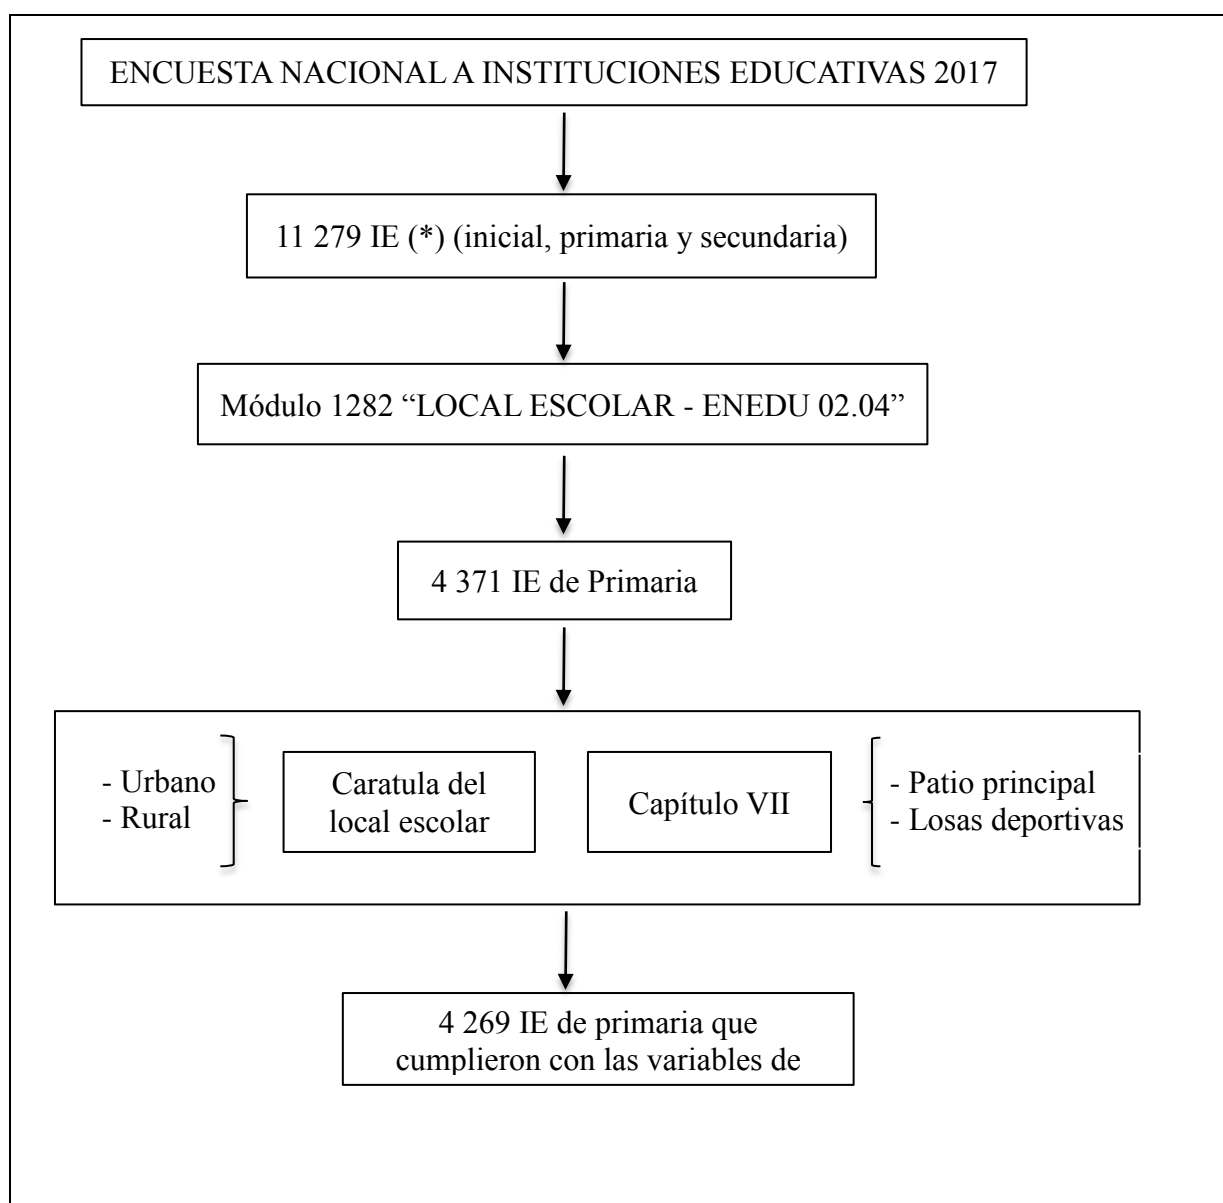 ENCUESTA NACIONAL A INSTITUCIONES EDUCATIVAS 2017
11 279 IE (*) (inicial, primaria y secundaria)
Módulo 1282 “LOCAL ESCOLAR - ENEDU 02.04”
4 371 IE de Primaria
- Urbano
- Rural
Caratula del
local escolar
Capítulo VII
- Patio principal
- Losas deportivas
4 269 IE de primaria que
cumplieron con las variables de